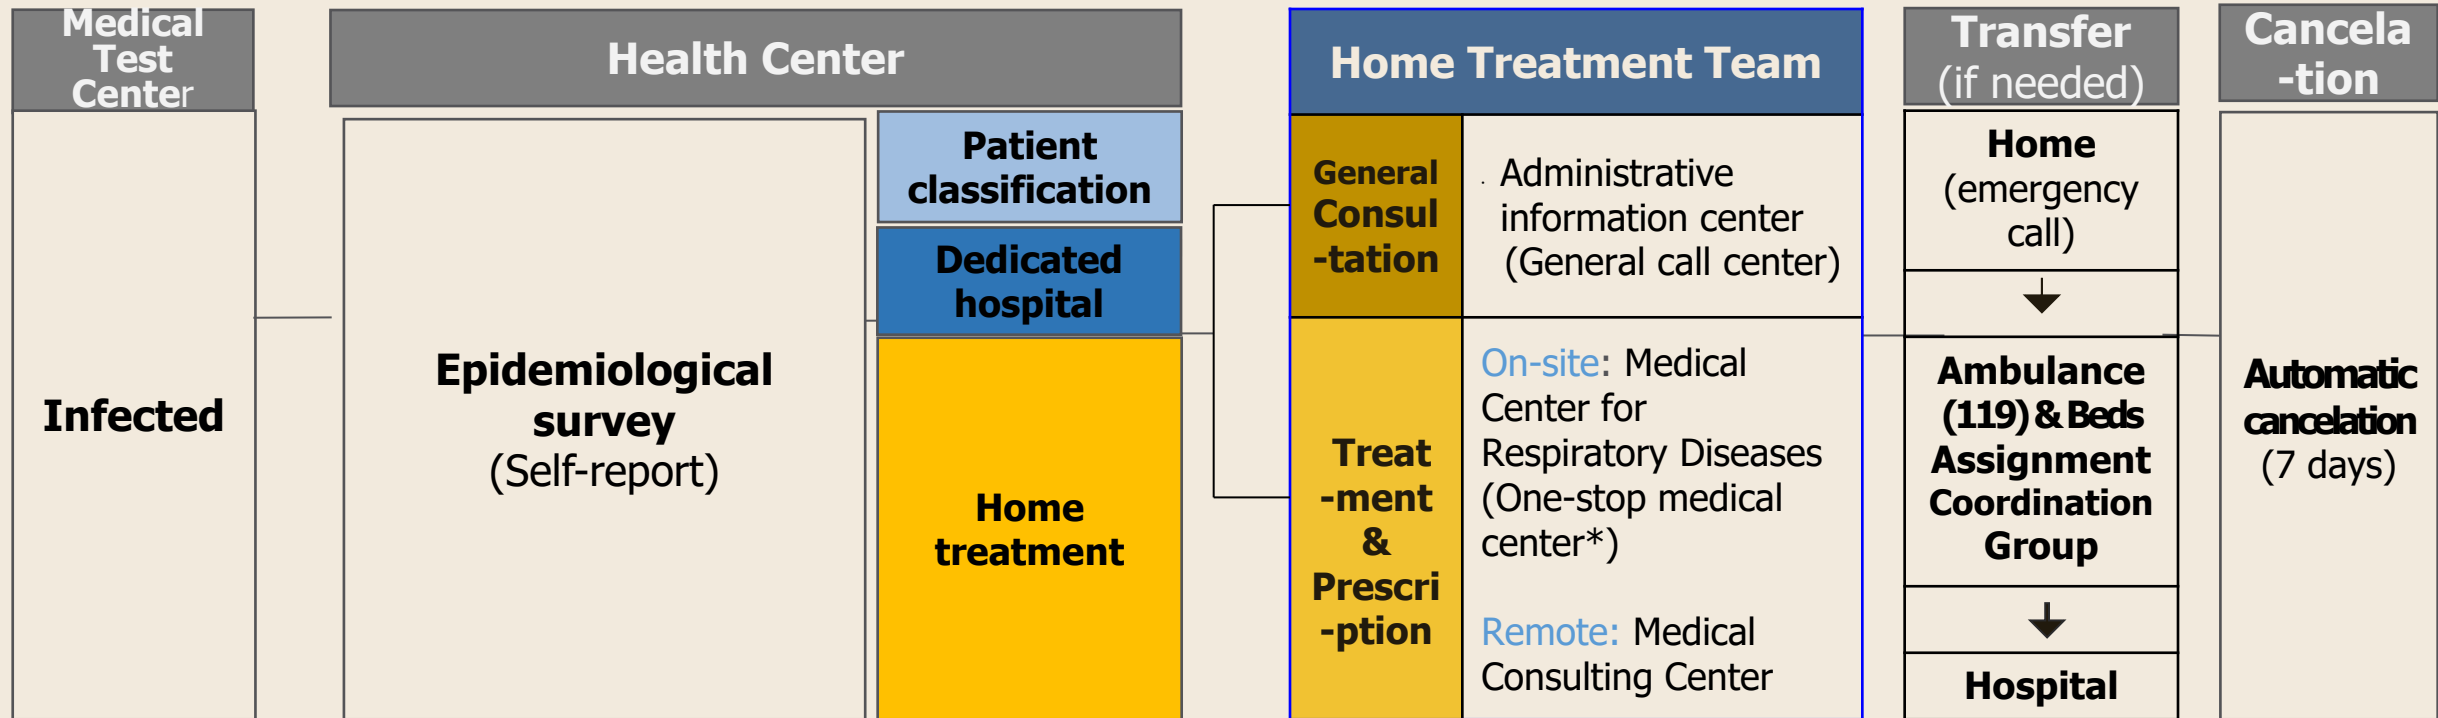 Medical
Test
Center
Infected
Health Center
Epidemiological
survey
(Self-report)
Patient
classification
Dedicated
hospital
Home
treatment
Home Treatment Team
General
Consul
-tation
. Administrative
information center
(General call center)
Treat
-ment
&
Prescri
-ption
On-site: Medical
Center for
Respiratory Diseases
(One-stop medical
center*)
Remote: Medical
Consulting Center
Transfer
(if needed)
Home
(emergency
call)
Ambulance
(119) & Beds
Assignment
Coordination
Group
Hospital
Cancela
-tion
Automatic
cancelation
(7 days)